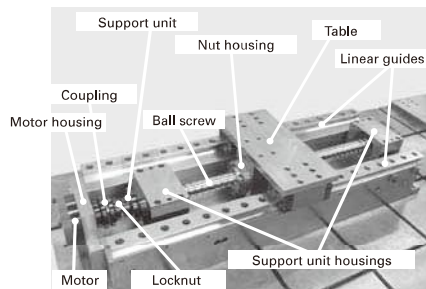 Support unit
Table
Nut housing
Linear guides
Coupling
Motor housing
Ball screw
Support unit housings
Motor
Locknut